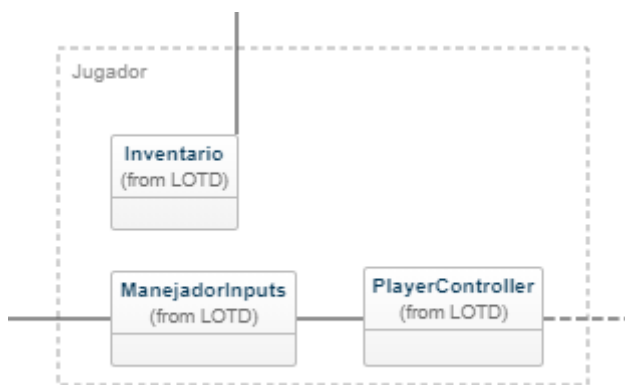 Jugador
Inventario
(from LOTD)
ManejadorInputs
(from LOTD)
PlayerController
(from LOTD)